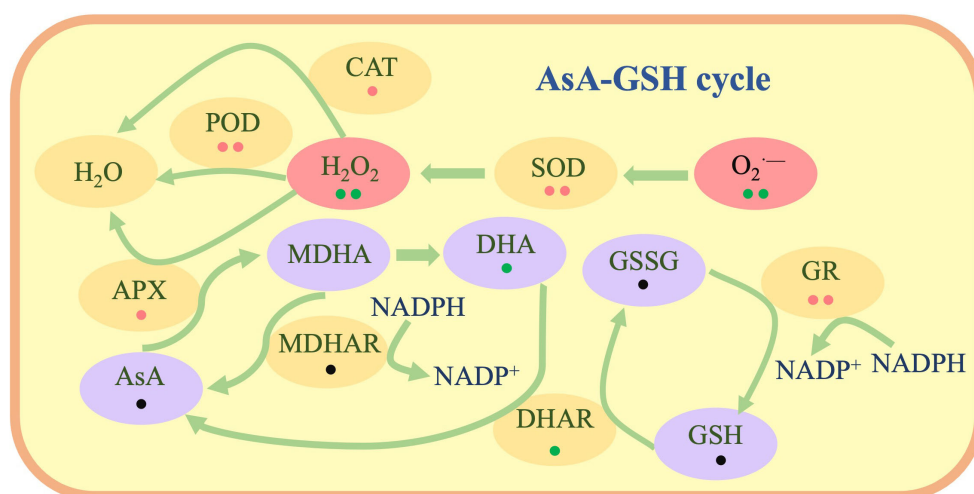 CAT
AsA-GSH cycle
POD
H₂O
H₂O₂
SOD
O₂·—
MDHA
DHA
GSSG
GR
APX
NADPH
MDHAR
NADP⁺
NADP⁺
NADPH
AsA
DHAR
GSH